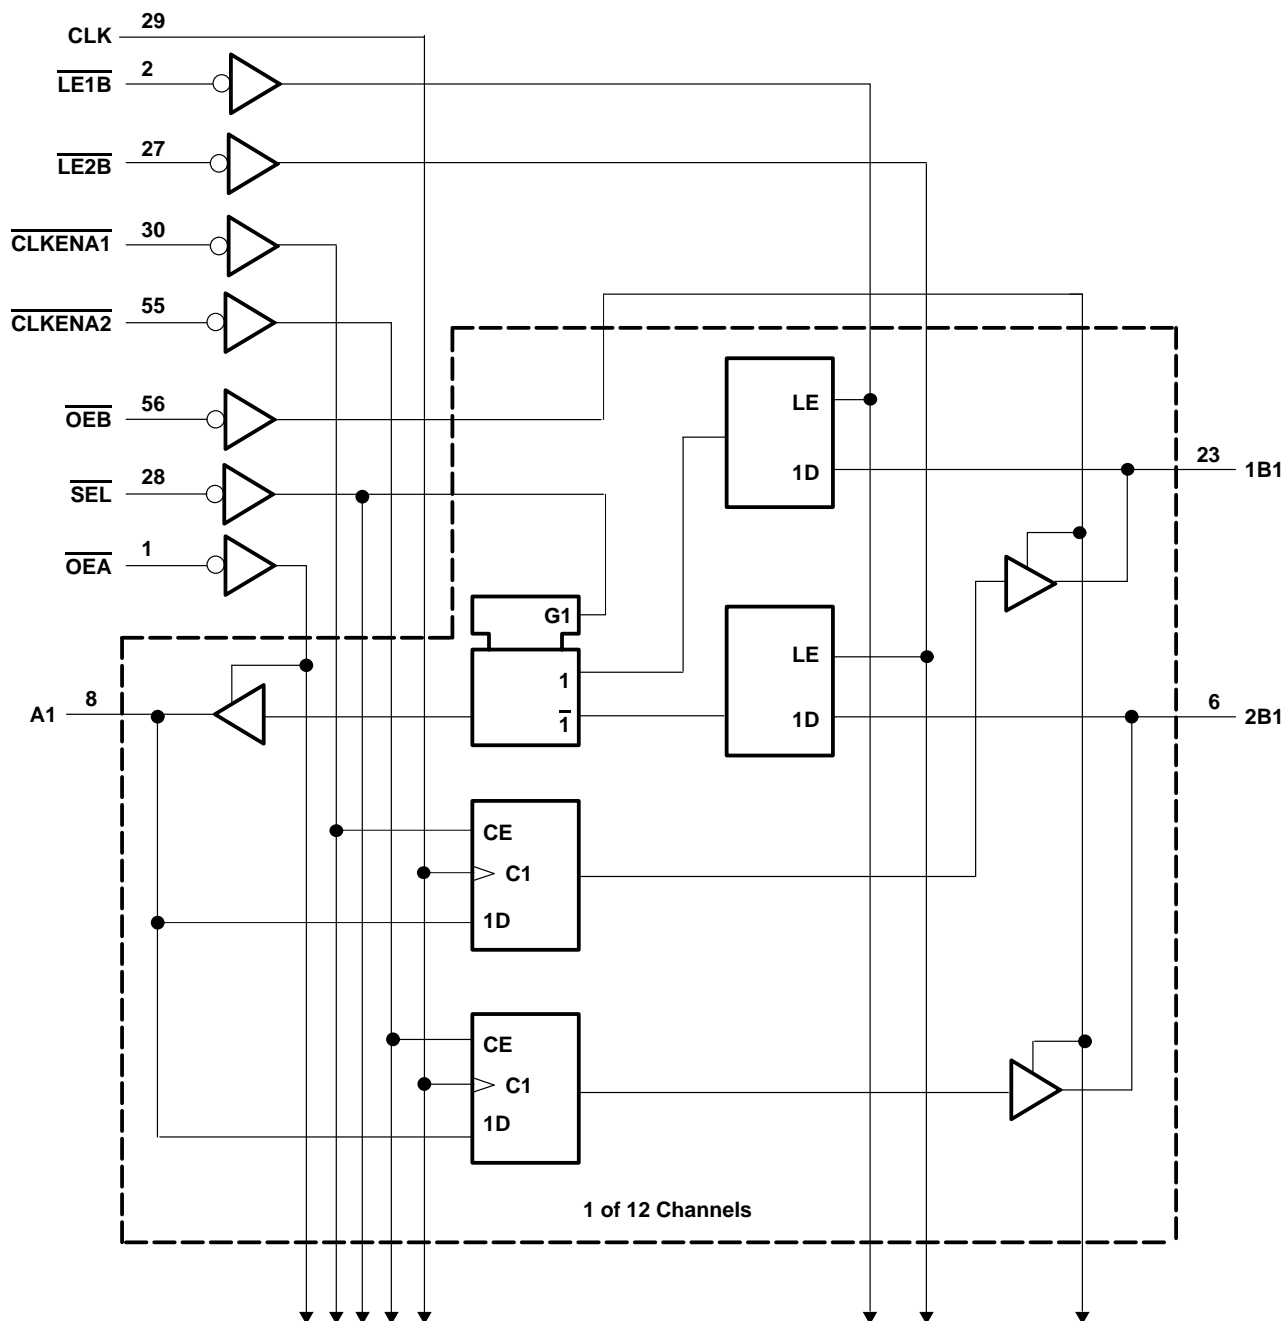 CLK 29
LE1B 2
LE2B 27
CLKENA1 30
CLKENA2 55
OEB 56
SEL 28
OEA 1
LE
1D
23 1B1
G1
1
1
A1 8
LE
1D
6 2B1
CE
C1
1D
CE
C1
1D
1 of 12 Channels